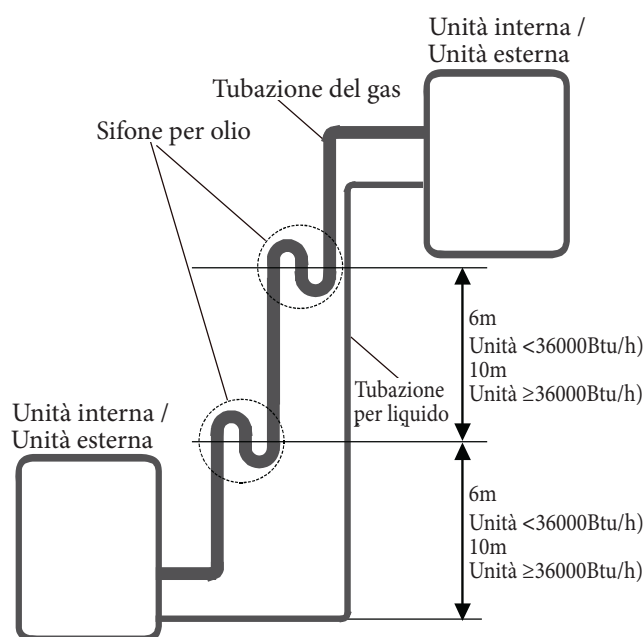 Unità interna /
Unità esterna
Tubazione del gas
Sifone per olio
6m
Unità <36000Btu/h)
10m
Unità ≥36000Btu/h)
Tubazione
per liquido
Unità interna /
Unità esterna
6m
Unità <36000Btu/h)
10m
Unità ≥36000Btu/h)